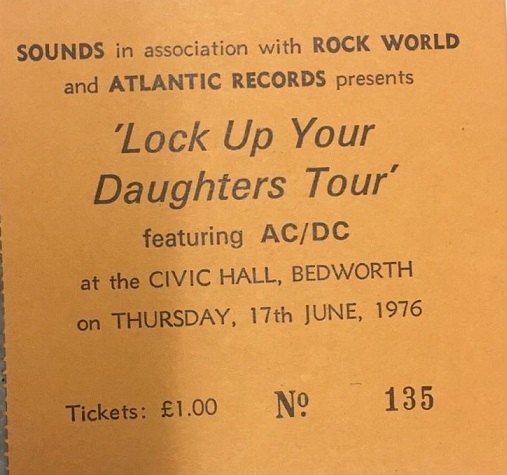 SOUNDS in association with ROCK WORLD
and ATLANTIC RECORDS presents
'Lock Up Your
Daughters Tour'
featuring AC/DC
at the CIVIC HALL, BEDWORTH
on THURSDAY, 17th JUNE, 1976
Tickets: £1.00 Nº 135